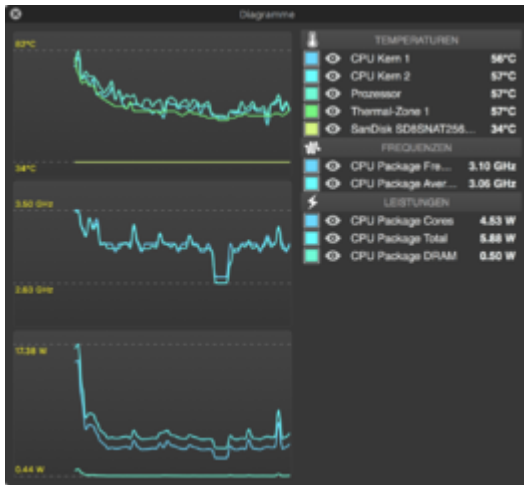 Diagramme
82°C
34°C
3.50 GHz
2.63 GHz
17.38 W
0.44 W
TEMPERATUREN
CPU Kern 1 56°C
CPU Kern 2 57°C
Prozessor 57°C
Thermal-Zone 1 57°C
SanDisk SD8SNAT256... 34°C
FREQUENZEN
CPU Package Fre... 3.10 GHz
CPU Package Aver... 3.06 GHz
LEISTUNGEN
CPU Package Cores 4.53 W
CPU Package Total 5.88 W
CPU Package DRAM 0.50 W